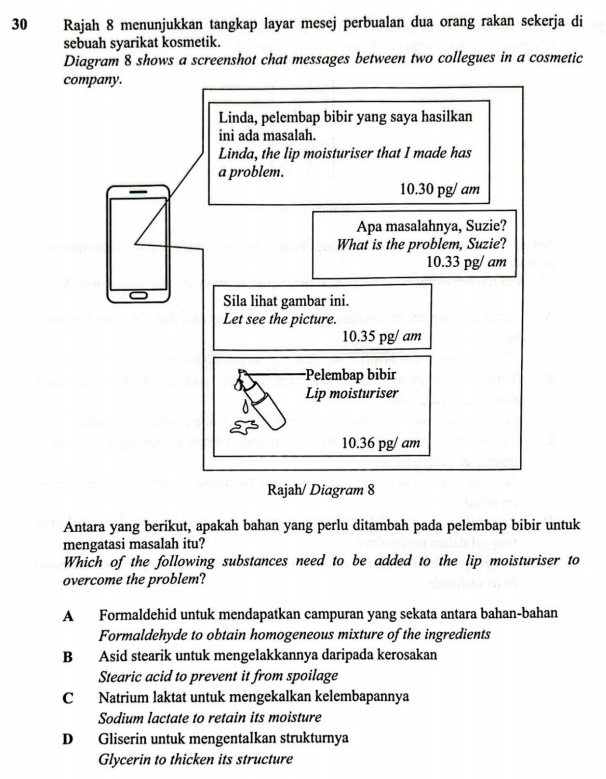 30 Rajah 8 menunjukkan tangkap layar mesej perbualan dua orang rakan sekerja di
sebuah syarikat kosmetik.
Diagram 8 shows a screenshot chat messages between two collegues in a cosmetic
company.
Linda, pelembap bibir yang saya hasilkan
ini ada masalah.
Linda, the lip moisturiser that I made has
a problem.
10.30 pg/ am
Apa masalahnya, Suzie?
What is the problem, Suzie?
10.33 pg/ am
Sila lihat gambar ini.
Let see the picture.
10.35 pg/ am
Pelembap bibir
Lip moisturiser
10.36 pg/ am
Rajah/ Diagram 8
Antara yang berikut, apakah bahan yang perlu ditambah pada pelembap bibir untuk
mengatasi masalah itu?
Which of the following substances need to be added to the lip moisturiser to
overcome the problem?
A Formaldehid untuk mendapatkan campuran yang sekata antara bahan-bahan
Formaldehyde to obtain homogeneous mixture of the ingredients
B Asid stearik untuk mengelakkannya daripada kerosakan
Stearic acid to prevent it from spoilage
C Natrium laktat untuk mengekalkan kelembapannya
Sodium lactate to retain its moisture
D Gliserin untuk mengentalkan strukturnya
Glycerin to thicken its structure